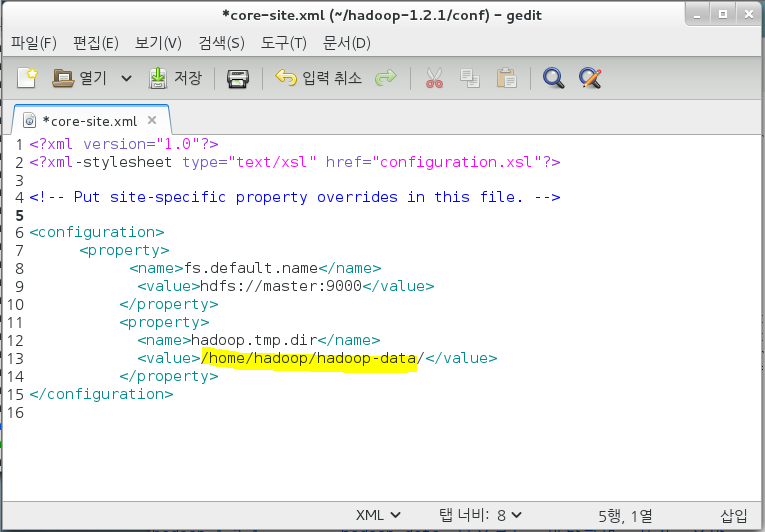 *core-site.xml (~/hadoop-1.2.1/conf) - gedit
파일(F) 편집(E) 보기(V) 검색(S) 도구(T) 문서(D)
열기 저장 입력 취소
*core-site.xml
1 <?xml version="1.0"?>
2 <?xml-stylesheet type="text/xsl" href="configuration.xsl"?>
3
4 <!-- Put site-specific property overrides in this file. -->
5
6 <configuration>
7 <property>
8 <name>fs.default.name</name>
9 <value>hdfs://master:9000</value>
10 </property>
11 <property>
12 <name>hadoop.tmp.dir</name>
13 <value>/home/hadoop/hadoop-data/</value>
14 </property>
15 </configuration>
16
XML 탭 너비: 8 5행, 1열 삽입